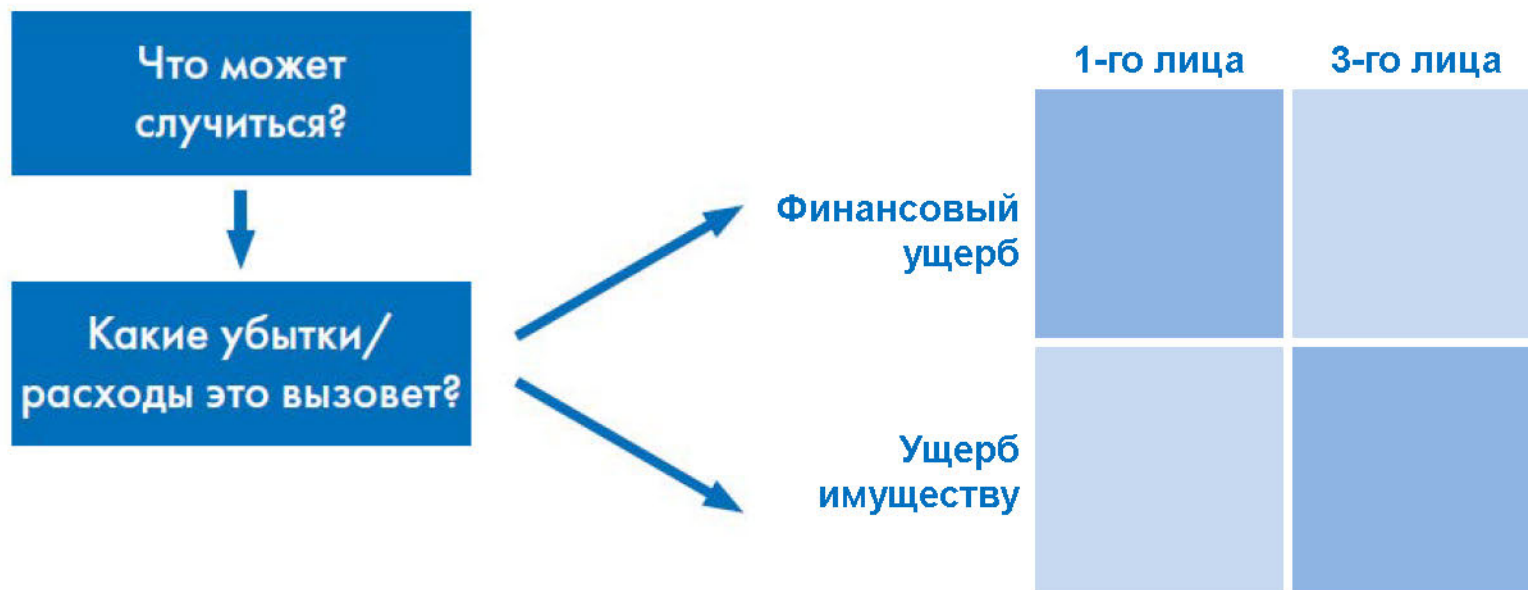 Что может
случиться?
Какие убытки/
расходы это вызовет?
1-го лица
3-го лица
Финансовый
ущерб
Ущерб
имуществу